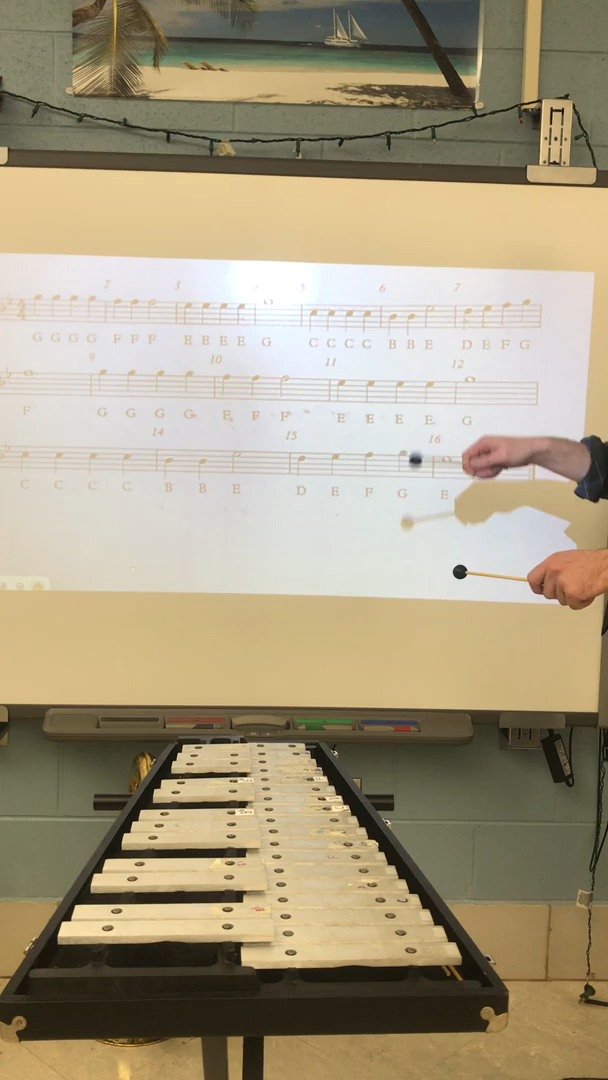 2 3 5 6 7
G G G G F F F E E E E G C C C C B B E D E F G
9 10 11 12
F G G G G E F F E E E E G
14 15 16
C C C C B B E D E F G E